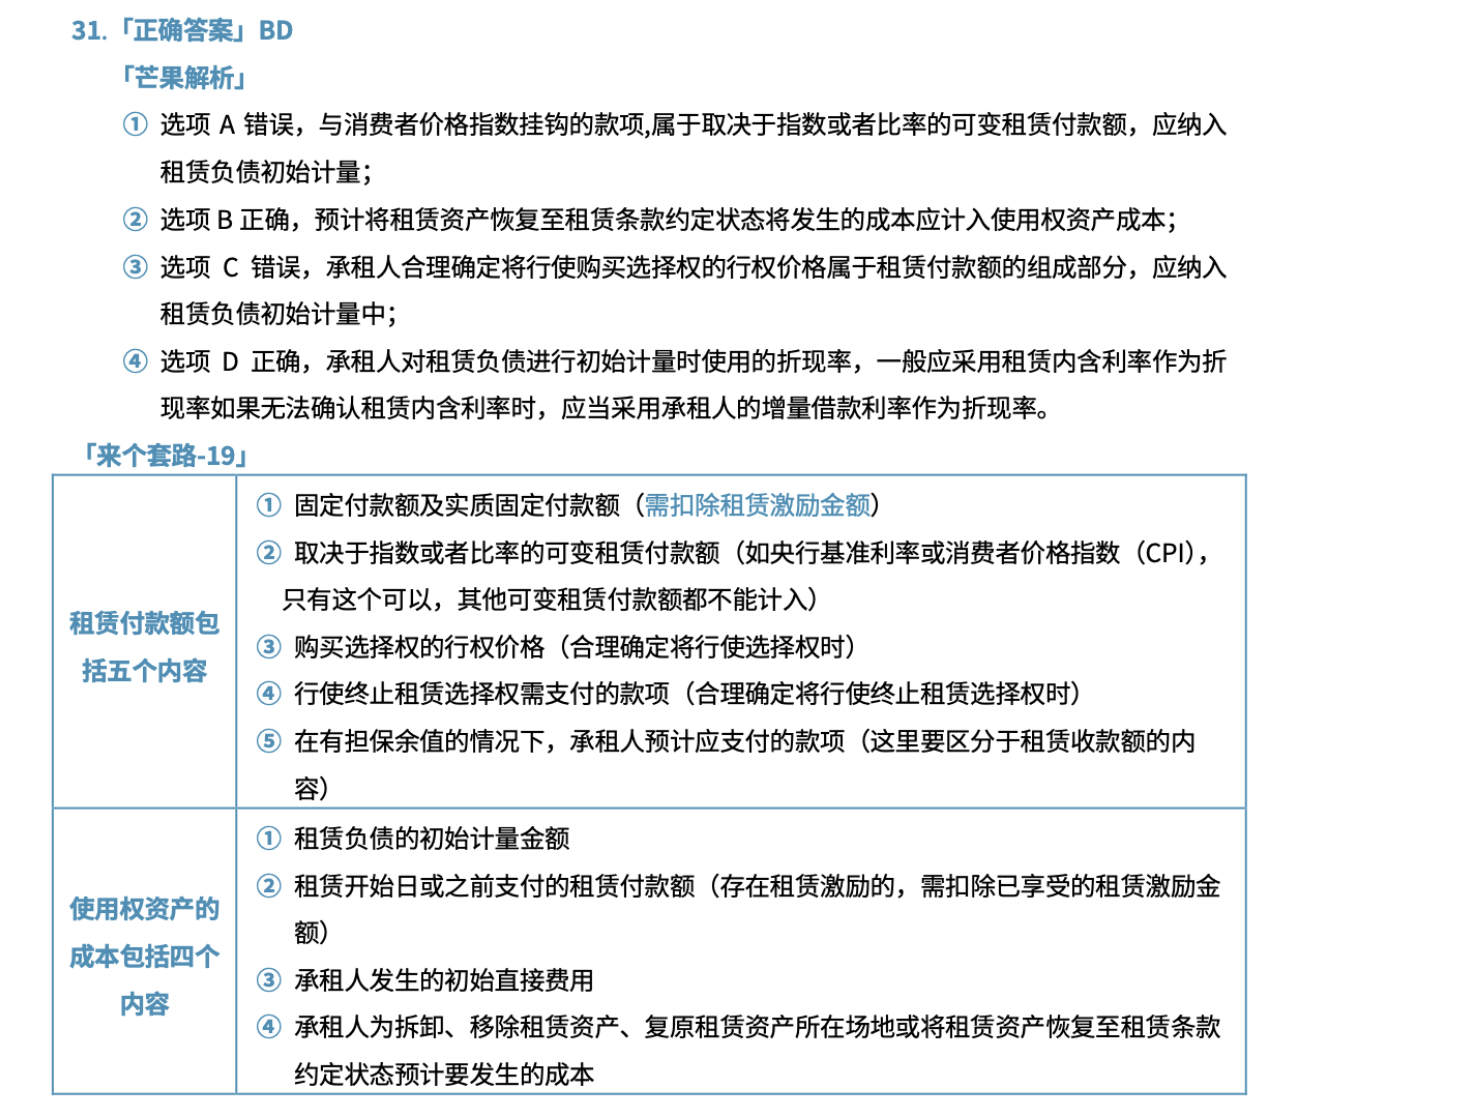 31.「正确答案」BD
「芒果解析」
① 选项 A 错误，与消费者价格指数挂钩的款项,属于取决于指数或者比率的可变租赁付款额，应纳入
租赁负债初始计量；
② 选项 B 正确，预计将租赁资产恢复至租赁条款约定状态将发生的成本应计入使用权资产成本；
③ 选项 C 错误，承租人合理确定将行使购买选择权的行权价格属于租赁付款额的组成部分，应纳入
租赁负债初始计量中；
④ 选项 D 正确，承租人对租赁负债进行初始计量时使用的折现率，一般应采用租赁内含利率作为折
现率如果无法确认租赁内含利率时，应当采用承租人的增量借款利率作为折现率。
「来个套路-19」
租赁付款额包
括五个内容
① 固定付款额及实质固定付款额（需扣除租赁激励金额）
② 取决于指数或者比率的可变租赁付款额（如央行基准利率或消费者价格指数（CPI），
只有这个可以，其他可变租赁付款额都不能计入）
③ 购买选择权的行权价格（合理确定将行使选择权时）
④ 行使终止租赁选择权需支付的款项（合理确定将行使终止租赁选择权时）
⑤ 在有担保余值的情况下，承租人预计应支付的款项（这里要区分于租赁收款额的内
容）
使用权资产的
成本包括四个
内容
① 租赁负债的初始计量金额
② 租赁开始日或之前支付的租赁付款额（存在租赁激励的，需扣除已享受的租赁激励金
额）
③ 承租人发生的初始直接费用
④ 承租人为拆卸、移除租赁资产、复原租赁资产所在场地或将租赁资产恢复至租赁条款
约定状态预计要发生的成本